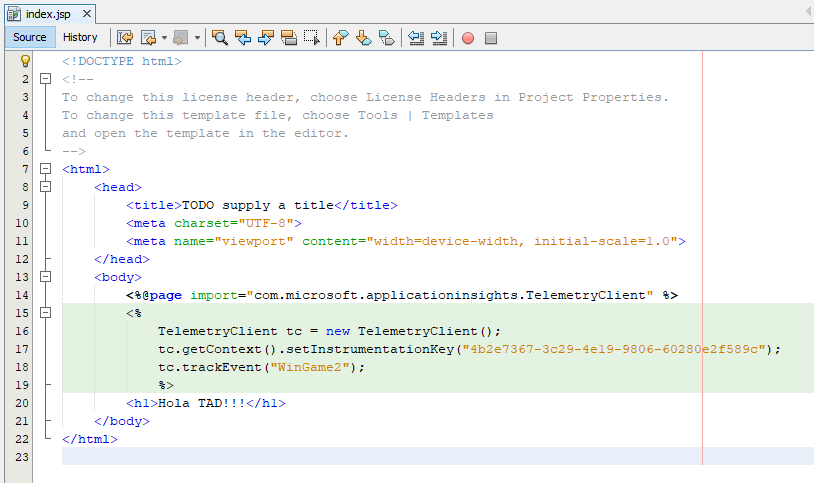 index.jsp
Source History
<!DOCTYPE html>
2 <!--
3 To change this license header, choose License Headers in Project Properties.
4 To change this template file, choose Tools | Templates
5 and open the template in the editor.
6 -->
7 <html>
8 <head>
9 <title>TODO supply a title</title>
10 <meta charset="UTF-8">
11 <meta name="viewport" content="width=device-width, initial-scale=1.0">
12 </head>
13 <body>
14 <%@page import="com.microsoft.applicationinsights.TelemetryClient" %>
15 <%
16 TelemetryClient tc = new TelemetryClient();
17 tc.getContext().setInstrumentationKey("4b2e7367-3c29-4e19-9806-60280e2f589c");
18 tc.trackEvent("WinGame2");
19 %>
20 <h1>Hola TAD!!!</h1>
21 </body>
22 </html>
23